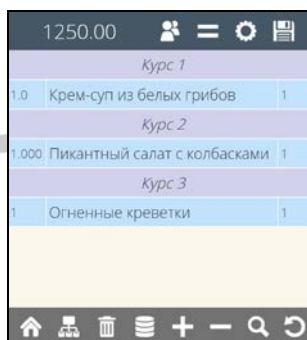 1250.00
Курс 1
1.0 Крем-суп из белых грибов 1
Курс 2
1.000 Пикантный салат с колбасками 1
Курс 3
1 Огненные креветки 1